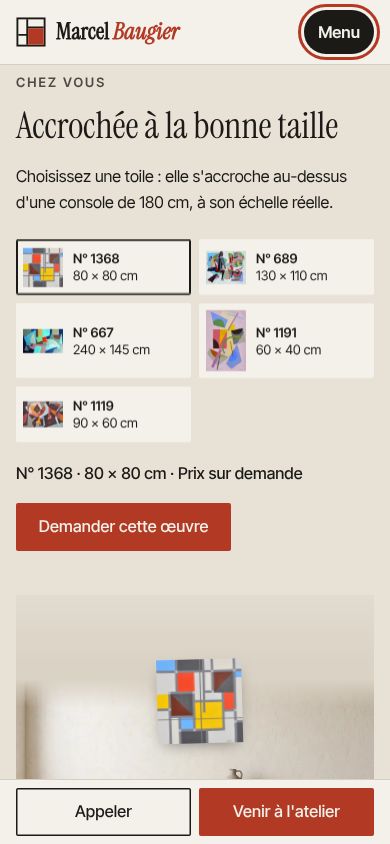 Marcel Baugier
Menu
CHEZ VOUS
Accrochée à la bonne taille
Choisissez une toile : elle s'accroche au-dessus
d'une console de 180 cm, à son échelle réelle.
N° 1368
80 × 80 cm
N° 689
130 × 110 cm
N° 667
240 × 145 cm
N° 1191
60 × 40 cm
N° 1119
90 × 60 cm
N° 1368 · 80 × 80 cm · Prix sur demande
Demander cette œuvre
Appeler
Venir à l'atelier